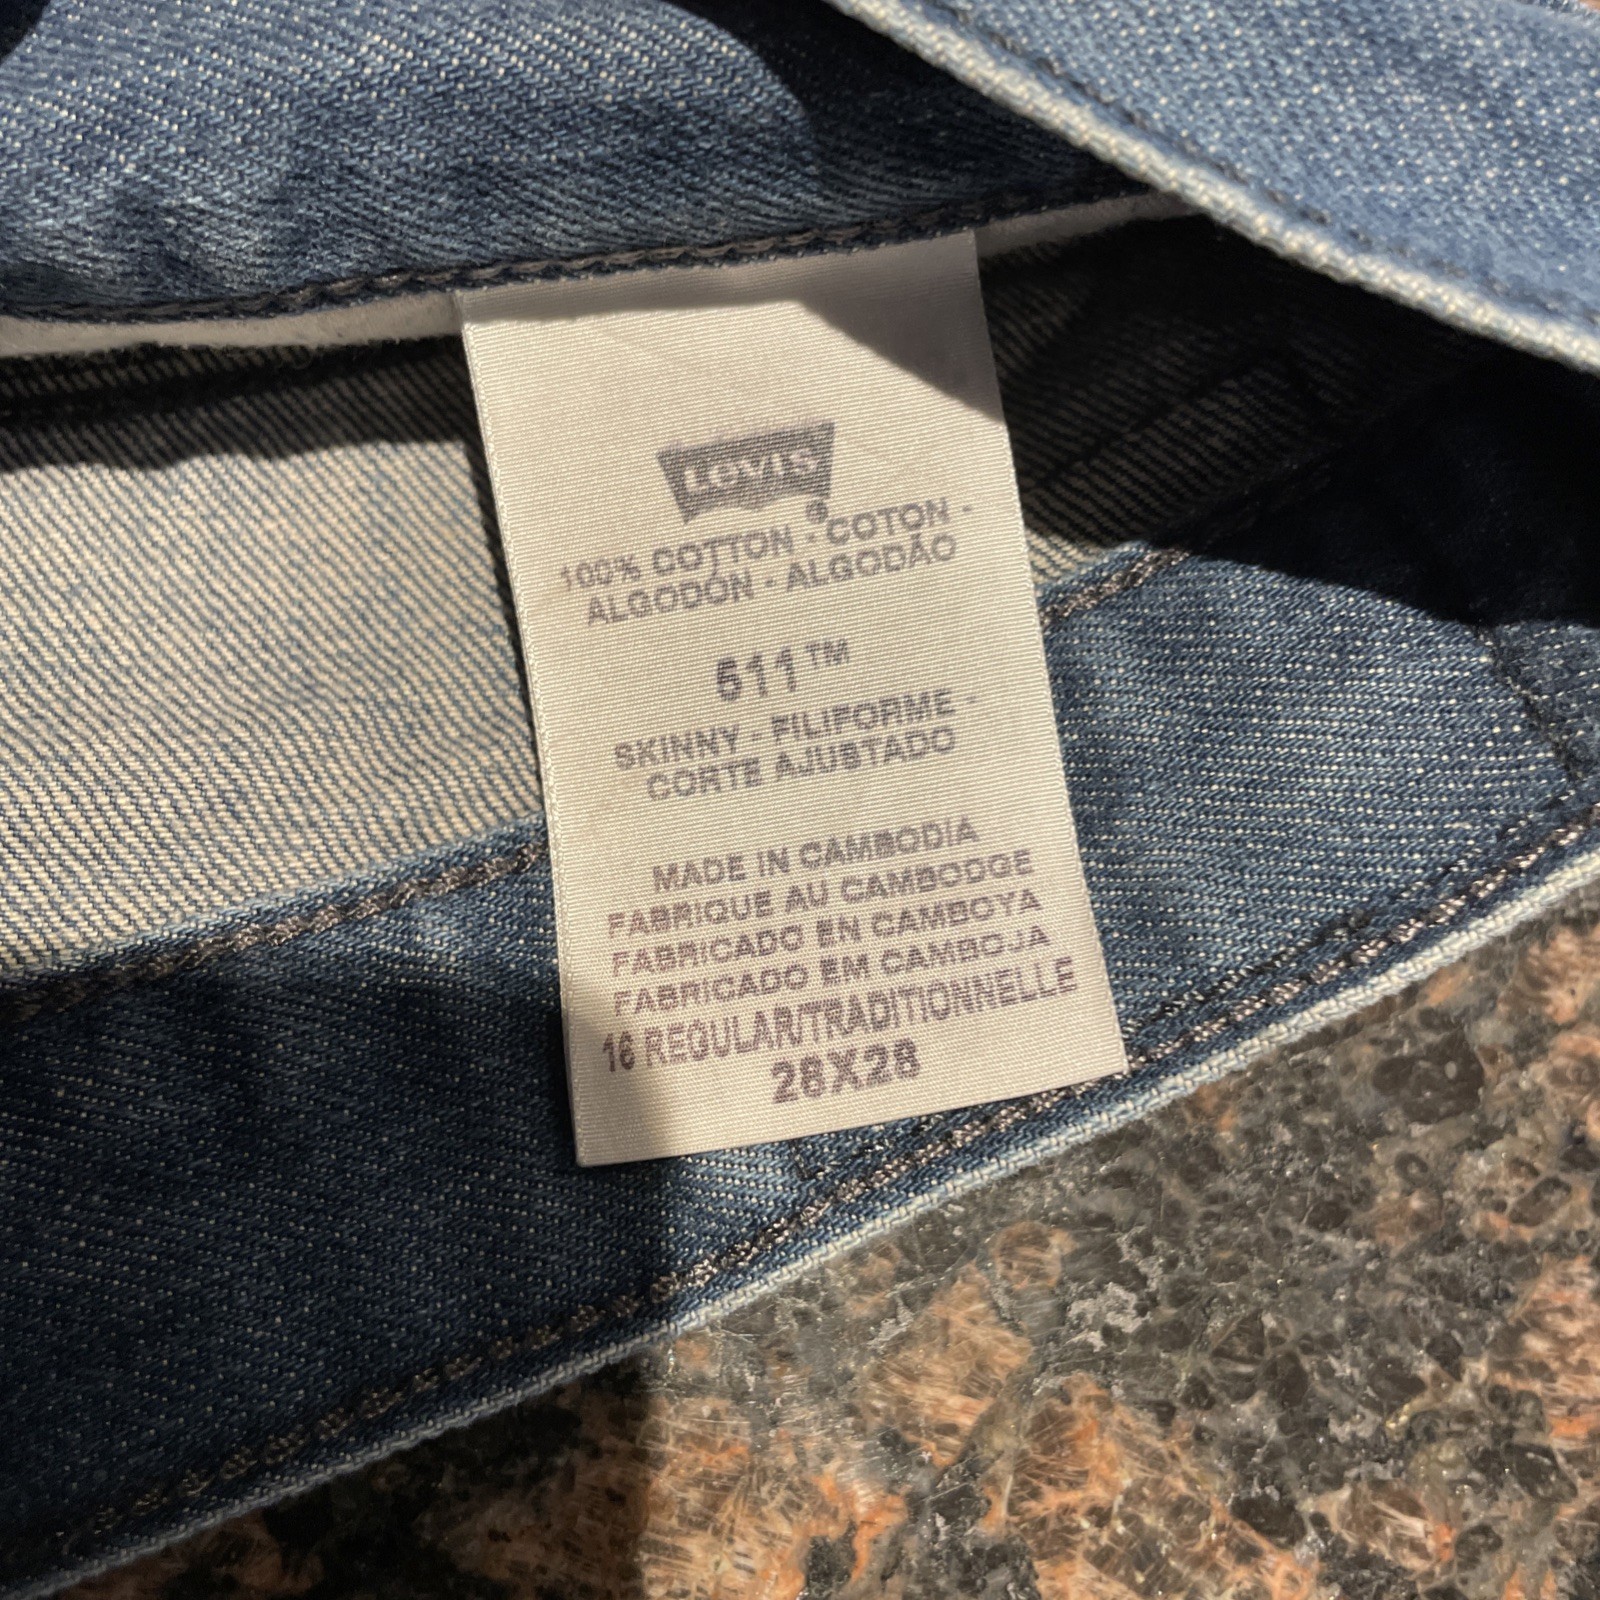 LEVI'S
®
100% COTTON - COTON -
ALGODÓN - ALGODÃO
511™
SKINNY - FILIFORME -
CORTE AJUSTADO
MADE IN CAMBODIA
FABRIQUE AU CAMBODGE
FABRICADO EN CAMBOYA
FABRICADO EM CAMBOJA
16 REGULAR/TRADITIONNELLE
28X28